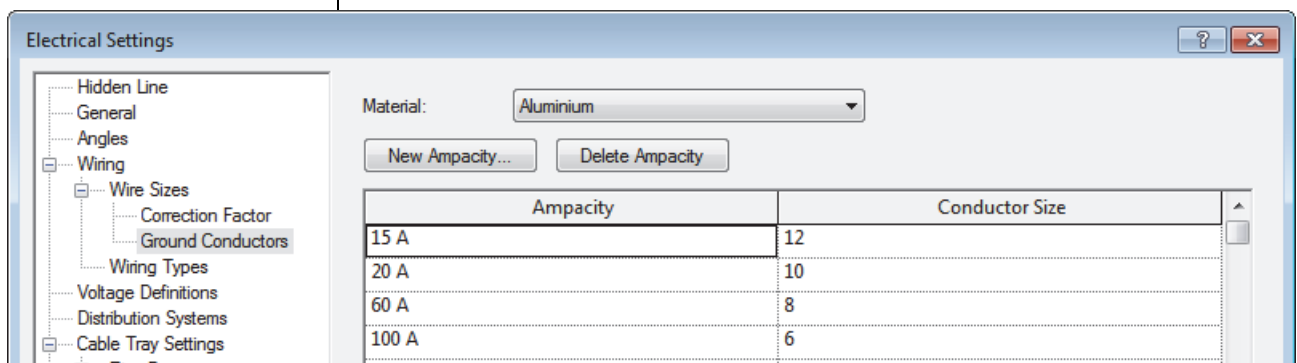 Electrical Settings
Hidden Line
General
Angles
Wiring
Wire Sizes
Correction Factor
Ground Conductors
Wiring Types
Voltage Definitions
Distribution Systems
Cable Tray Settings
Material: Aluminium
New Ampacity... Delete Ampacity
Ampacity Conductor Size
15 A 12
20 A 10
60 A 8
100 A 6